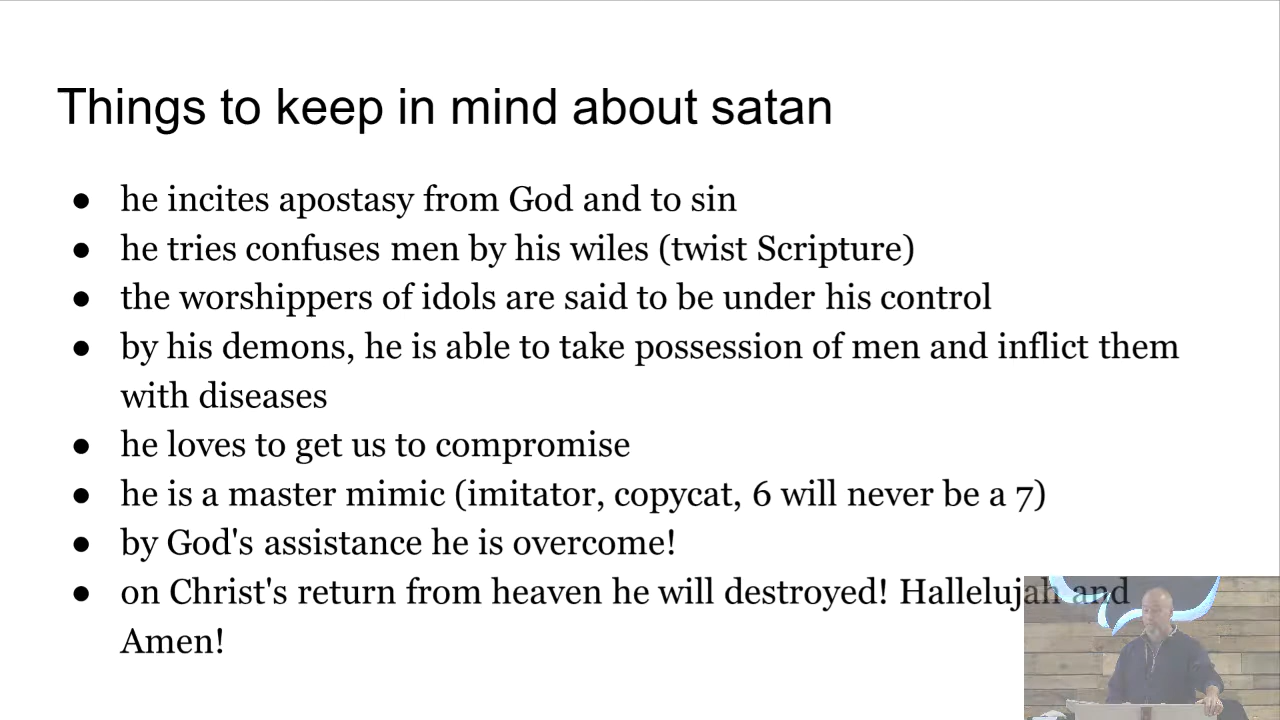 Things to keep in mind about satan
● he incites apostasy from God and to sin
● he tries confuses men by his wiles (twist Scripture)
● the worshippers of idols are said to be under his control
● by his demons, he is able to take possession of men and inflict them
with diseases
● he loves to get us to compromise
● he is a master mimic (imitator, copycat, 6 will never be a 7)
● by God's assistance he is overcome!
● on Christ's return from heaven he will destroyed! Hallelujah and
Amen!